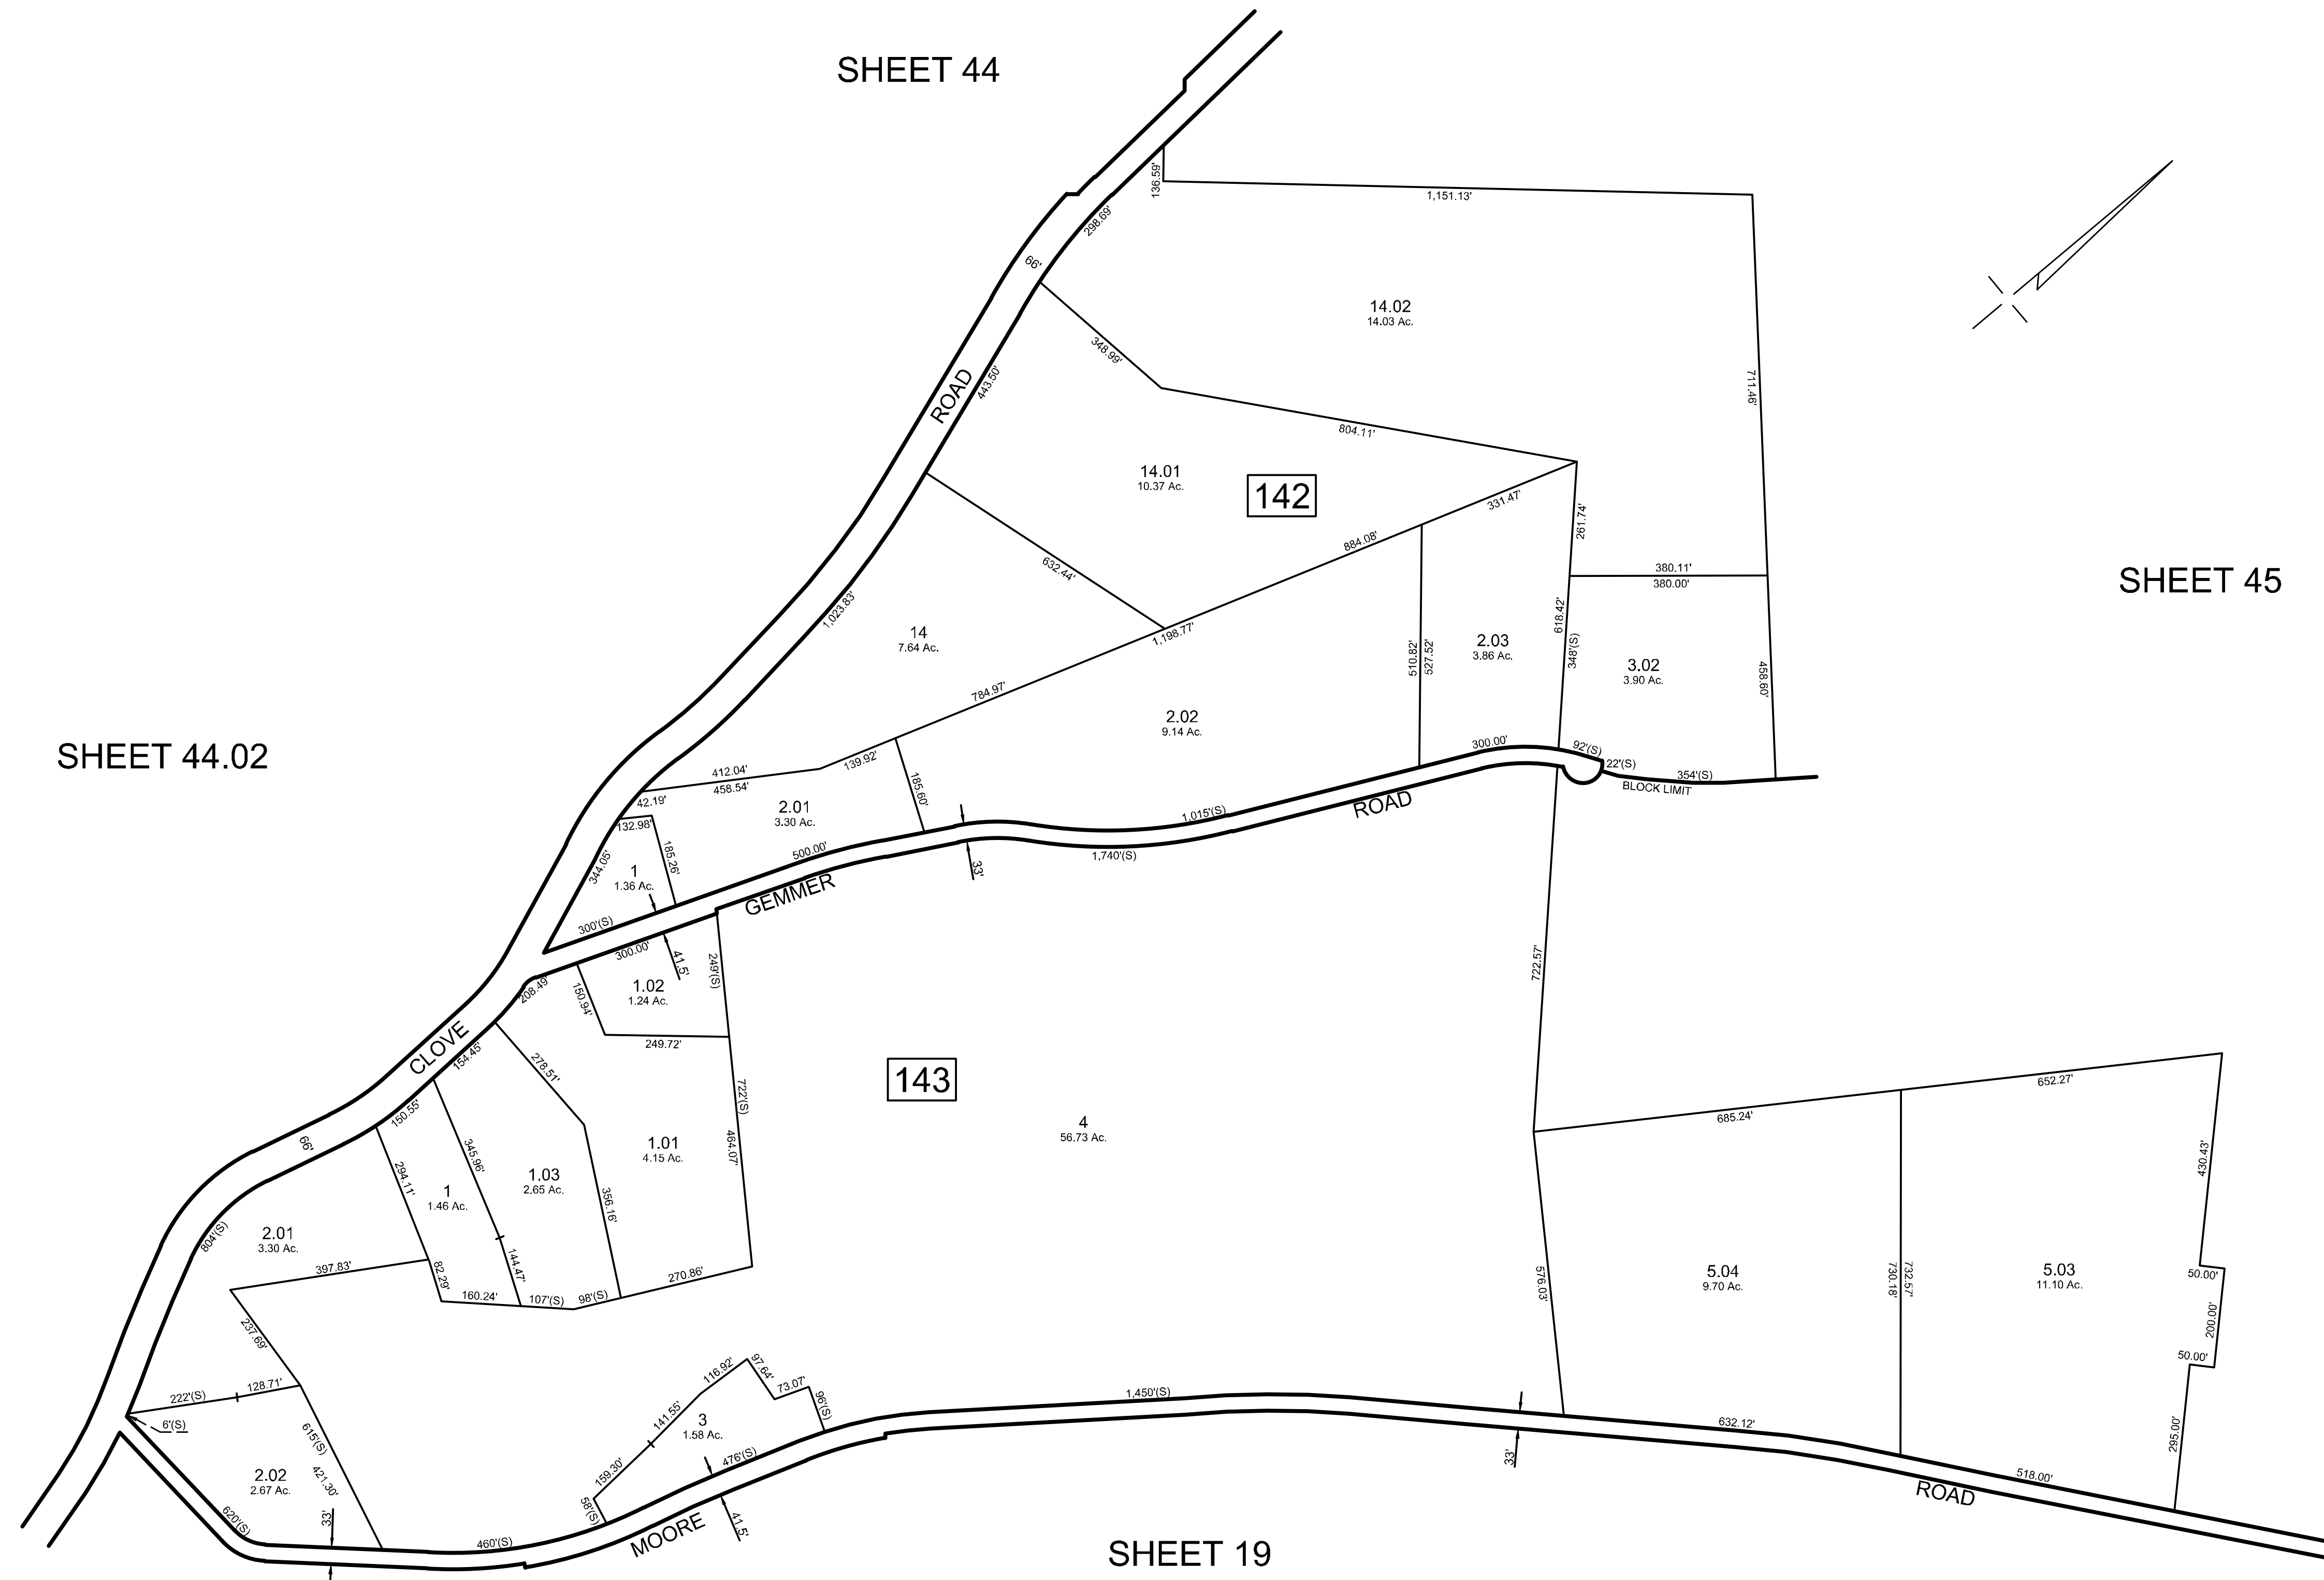 SHEET 44
136.59'
1,151.13'
298.69'
66'
14.02
14.03 Ac.
348.99'
711.46'
ROAD
443.50'
804.11'
14.01
10.37 Ac.
142
331.47'
261.74'
884.08'
632.44'
380.11'
380.00'
SHEET 45
1,023.83'
618.42'
14
7.64 Ac.
1,198.77'
510.82'
527.52'
2.03
3.86 Ac.
348'(S)
3.02
3.90 Ac.
458.60'
784.97'
2.02
9.14 Ac.
SHEET 44.02
300.00'
92'(S)
22'(S)
354'(S)
BLOCK LIMIT
412.04'
458.54'
139.92'
185.60'
42.19'
2.01
3.30 Ac.
132.98'
1,015'(S)
ROAD
344.05'
185.26'
500.00'
1,740'(S)
33'
1
1.36 Ac.
GEMMER
300'(S)
300.00'
41.5'
249'(S)
722.57'
208.49'
150.94'
1.02
1.24 Ac.
249.72'
CLOVE
154.45'
278.51'
143
722'(S)
150.55'
4
56.73 Ac.
652.27'
685.24'
66'
345.96'
1.01
4.15 Ac.
464.07'
294.11'
1.03
2.65 Ac.
430.43'
1
1.46 Ac.
356.16'
804'(S)
2.01
3.30 Ac.
397.83'
82.29'
144.47'
270.86'
160.24'
107'(S)
98'(S)
576.03'
5.04
9.70 Ac.
730.18'
732.57'
5.03
11.10 Ac.
50.00'
200.00'
50.00'
237.69'
116.92'
97.64'
73.07'
96'(S)
222'(S)
128.71'
6'(S)
141.55'
3
1.58 Ac.
1,450'(S)
632.12'
295.00'
615'(S)
476'(S)
33'
159.30'
2.02
2.67 Ac.
421.30'
518.00'
58'(S)
ROAD
620'(S)
33'
460'(S)
MOORE
41.5'
SHEET 19